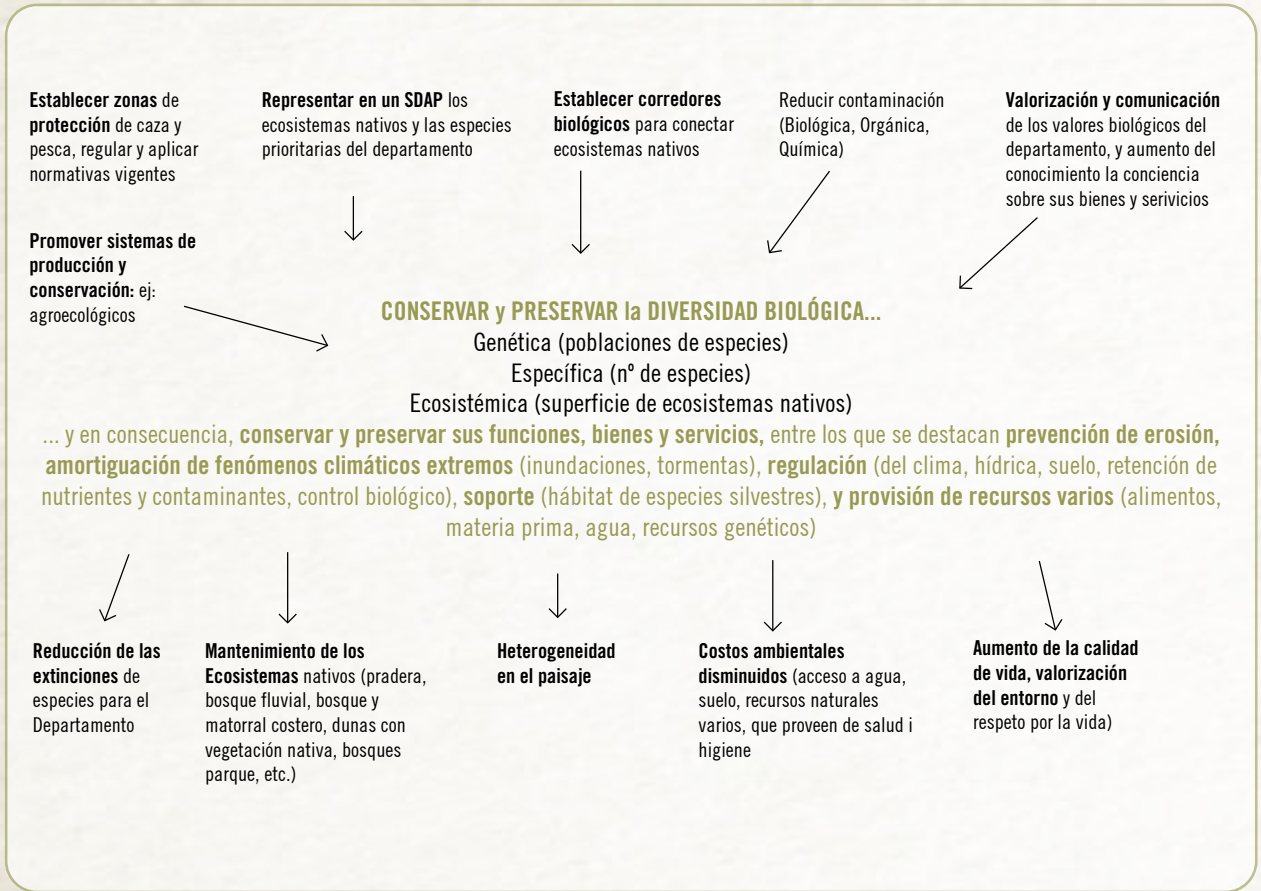 Establecer zonas de
protección de caza y
pesca, regular y aplicar
normativas vigentes
Representar en un SDAP los
ecosistemas nativos y las especies
prioritarias del departamento
Establecer corredores
biológicos para conectar
ecosistemas nativos
Reducir contaminación
(Biológica, Orgánica,
Química)
Valorización y comunicación
de los valores biológicos del
departamento, y aumento del
conocimiento la conciencia
sobre sus bienes y serivicios
Promover sistemas de
producción y
conservación: ej:
agroecológicos
CONSERVAR y PRESERVAR la DIVERSIDAD BIOLÓGICA...
Genética (poblaciones de especies)
Específica (nº de especies)
Ecosistémica (superficie de ecosistemas nativos)
... y en consecuencia, conservar y preservar sus funciones, bienes y servicios, entre los que se destacan prevención de erosión,
amortiguación de fenómenos climáticos extremos (inundaciones, tormentas), regulación (del clima, hídrica, suelo, retención de
nutrientes y contaminantes, control biológico), soporte (hábitat de especies silvestres), y provisión de recursos varios (alimentos,
materia prima, agua, recursos genéticos)
Reducción de las
extinciones de
especies para el
Departamento
Mantenimiento de los
Ecosistemas nativos (pradera,
bosque fluvial, bosque y
matorral costero, dunas con
vegetación nativa, bosques
parque, etc.)
Heterogeneidad
en el paisaje
Costos ambientales
disminuidos (acceso a agua,
suelo, recursos naturales
varios, que proveen de salud i
higiene
Aumento de la calidad
de vida, valorización
del entorno y del
respeto por la vida)